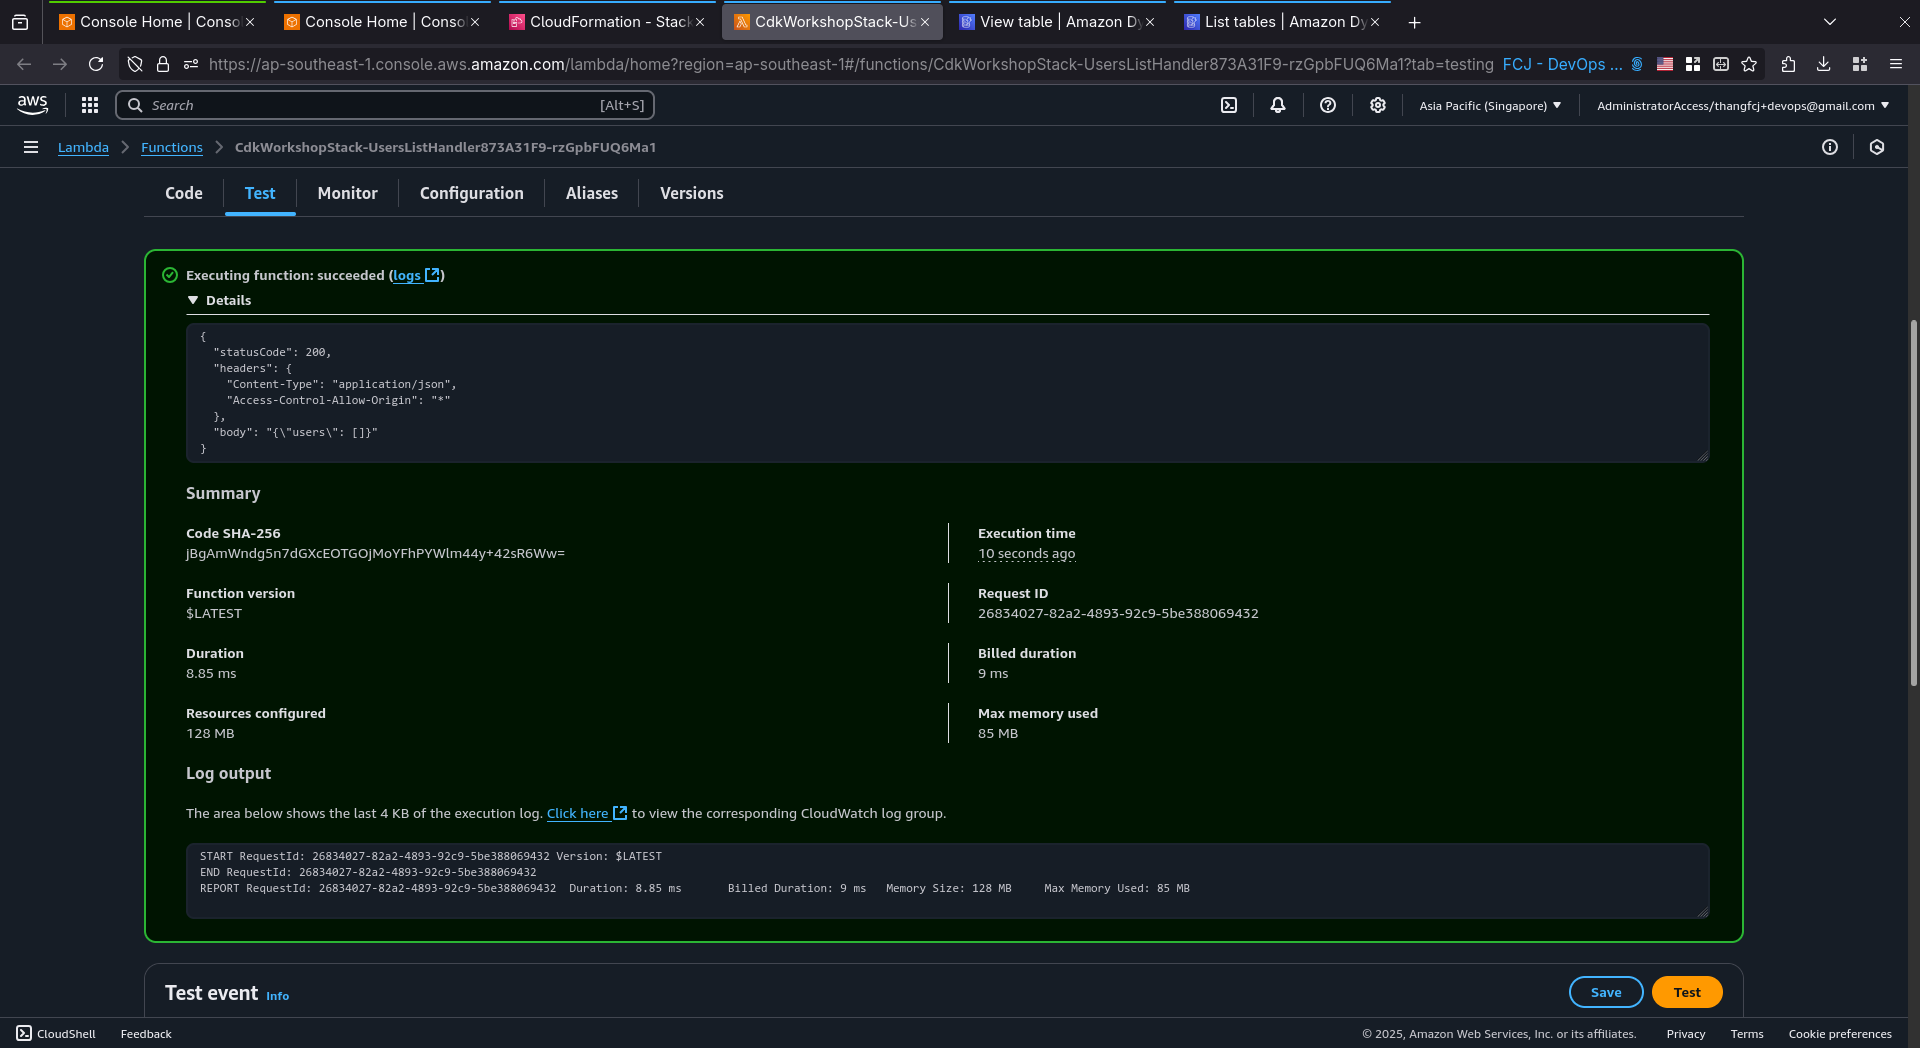 Console Home | Conso
Console Home | Conso
CloudFormation - Stack
CdkWorkshopStack-Us
View table | Amazon Dy
List tables | Amazon Dy
https://ap-southeast-1.console.aws.amazon.com/lambda/home?region=ap-southeast-1#/functions/CdkWorkshopStack-UsersListHandler873A31F9-rzGpbFUQ6Ma1?tab=testing
FCJ - DevOps ...
aws
Search
[Alt+S]
Asia Pacific (Singapore)
AdministratorAccess/thangfcj+devops@gmail.com
Lambda
Functions
CdkWorkshopStack-UsersListHandler873A31F9-rzGpbFUQ6Ma1
Code
Test
Monitor
Configuration
Aliases
Versions
Executing function: succeeded (logs)
Details
{
"statusCode": 200,
"headers": {
"Content-Type": "application/json",
"Access-Control-Allow-Origin": "*"
},
"body": "{\"users\": []}"
}
Summary
Code SHA-256
jBgAmWndg5n7dGXcEOTGOjMoYFhPYWlm44y+42sR6Ww=
Execution time
10 seconds ago
Function version
$LATEST
Request ID
26834027-82a2-4893-92c9-5be388069432
Duration
8.85 ms
Billed duration
9 ms
Resources configured
128 MB
Max memory used
85 MB
Log output
The area below shows the last 4 KB of the execution log. Click here to view the corresponding CloudWatch log group.
START RequestId: 26834027-82a2-4893-92c9-5be388069432 Version: $LATEST
END RequestId: 26834027-82a2-4893-92c9-5be388069432
REPORT RequestId: 26834027-82a2-4893-92c9-5be388069432 Duration: 8.85 ms Billed Duration: 9 ms Memory Size: 128 MB Max Memory Used: 85 MB
Test event Info
Save
Test
CloudShell
Feedback
© 2025, Amazon Web Services, Inc. or its affiliates.
Privacy
Terms
Cookie preferences